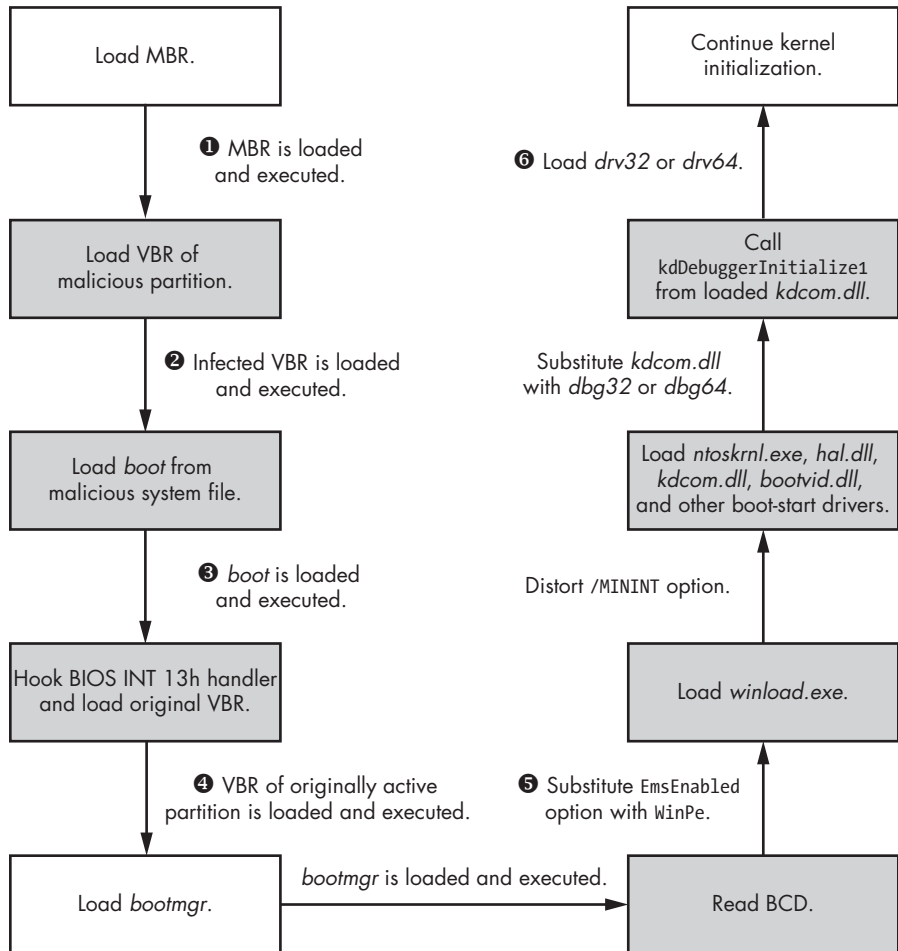 Load MBR.
❶ MBR is loaded
and executed.
Load VBR of
malicious partition.
❷ Infected VBR is loaded
and executed.
Load boot from
malicious system file.
❸ boot is loaded
and executed.
Hook BIOS INT 13h handler
and load original VBR.
❹ VBR of originally active
partition is loaded and executed.
Load bootmgr.
bootmgr is loaded and executed.
Read BCD.
❺ Substitute EmsEnabled
option with WinPe.
Load winload.exe.
Distort /MININT option.
Load ntoskrnl.exe, hal.dll,
kdcom.dll, bootvid.dll,
and other boot-start drivers.
Substitute kdcom.dll
with dbg32 or dbg64.
Call
kdDebuggerInitialize1
from loaded kdcom.dll.
❻ Load drv32 or drv64.
Continue kernel
initialization.